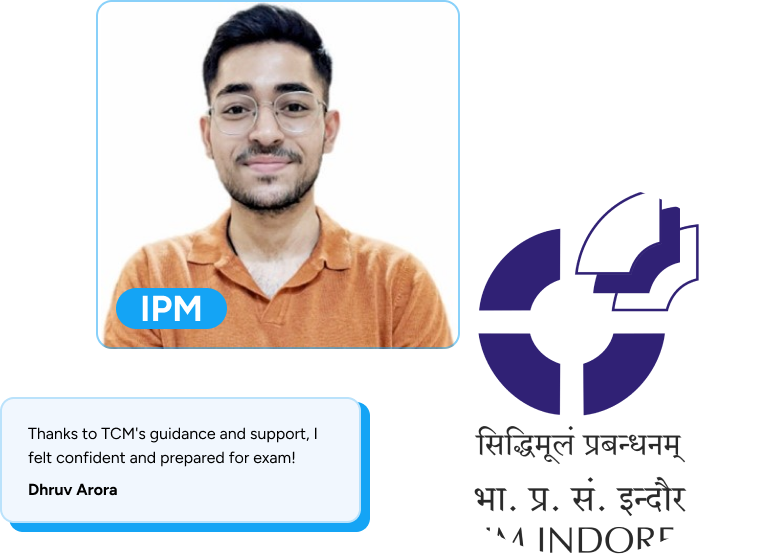 IPM
Thanks to TCM's guidance and support, I
felt confident and prepared for exam!
Dhruv Arora
सिद्धिमूलं प्रबन्धनम्
भा. प्र. सं. इन्दौर
INDORE